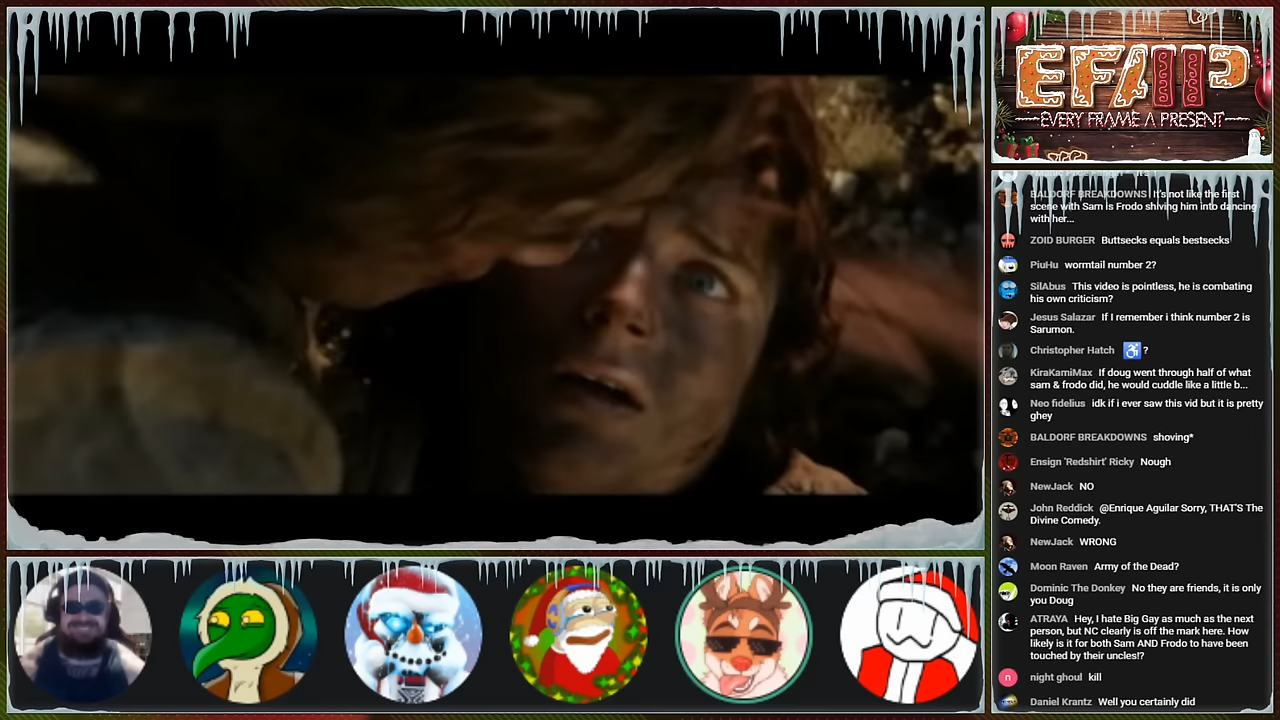 EFAP
EVERY FRAME A PRESENT
BALDORF BREAKDOWNS It's not like the first
scene with Sam is Frodo shiving him into dancing
with her...
ZOID BURGER Buttsecks equals bestsecks
PiuHu wormtail number 2?
SilAbus This video is pointless, he is combating
his own criticism?
Jesus Salazar If I remember i think number 2 is
Sarumon.
Christopher Hatch ♿?
KiraKamiMax If doug went through half of what
sam & frodo did, he would cuddle like a little b...
Neo fidelius idk if i ever saw this vid but it is pretty
ghey
BALDORF BREAKDOWNS shoving*
Ensign 'Redshirt' Ricky Nough
NewJack NO
John Reddick @Enrique Aguilar Sorry, THAT'S The
Divine Comedy.
NewJack WRONG
Moon Raven Army of the Dead?
Dominic The Donkey No they are friends, it is only
you Doug
ATRAYA Hey, I hate Big Gay as much as the next
person, but NC clearly is off the mark here. How
likely is it for both Sam AND Frodo to have been
touched by their uncles!?
n night ghoul kill
Daniel Krantz Well you certainly did